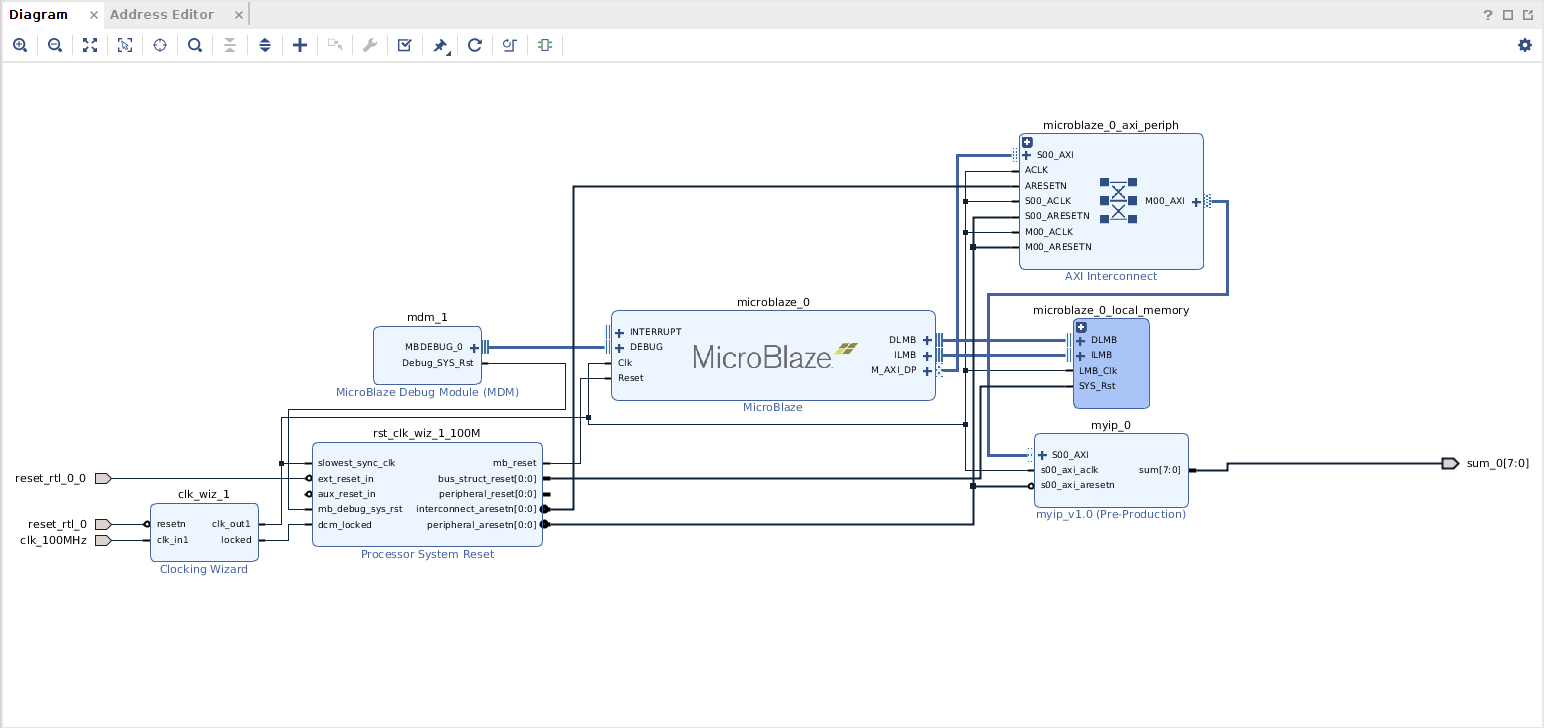 Diagram
Address Editor
microblaze_0_axi_periph
S00_AXI
ACLK
ARESETN
S00_ACLK
S00_ARESETN
M00_ACLK
M00_ARESETN
M00_AXI
AXI Interconnect
microblaze_0
INTERRUPT
DEBUG
Clk
Reset
MicroBlaze
DLMB
ILMB
M_AXI_DP
MicroBlaze
microblaze_0_local_memory
DLMB
ILMB
LMB_Clk
SYS_Rst
mdm_1
MBDEBUG_0
Debug_SYS_Rst
MicroBlaze Debug Module (MDM)
rst_clk_wiz_1_100M
slowest_sync_clk
ext_reset_in
aux_reset_in
mb_debug_sys_rst
dcm_locked
mb_reset
bus_struct_reset[0:0]
peripheral_reset[0:0]
interconnect_aresetn[0:0]
peripheral_aresetn[0:0]
Processor System Reset
myip_0
S00_AXI
s00_axi_aclk
s00_axi_aresetn
sum[7:0]
myip_v1.0 (Pre-Production)
sum_0[7:0]
reset_rtl_0_0
reset_rtl_0
clk_100MHz
clk_wiz_1
resetn
clk_in1
clk_out1
locked
Clocking Wizard